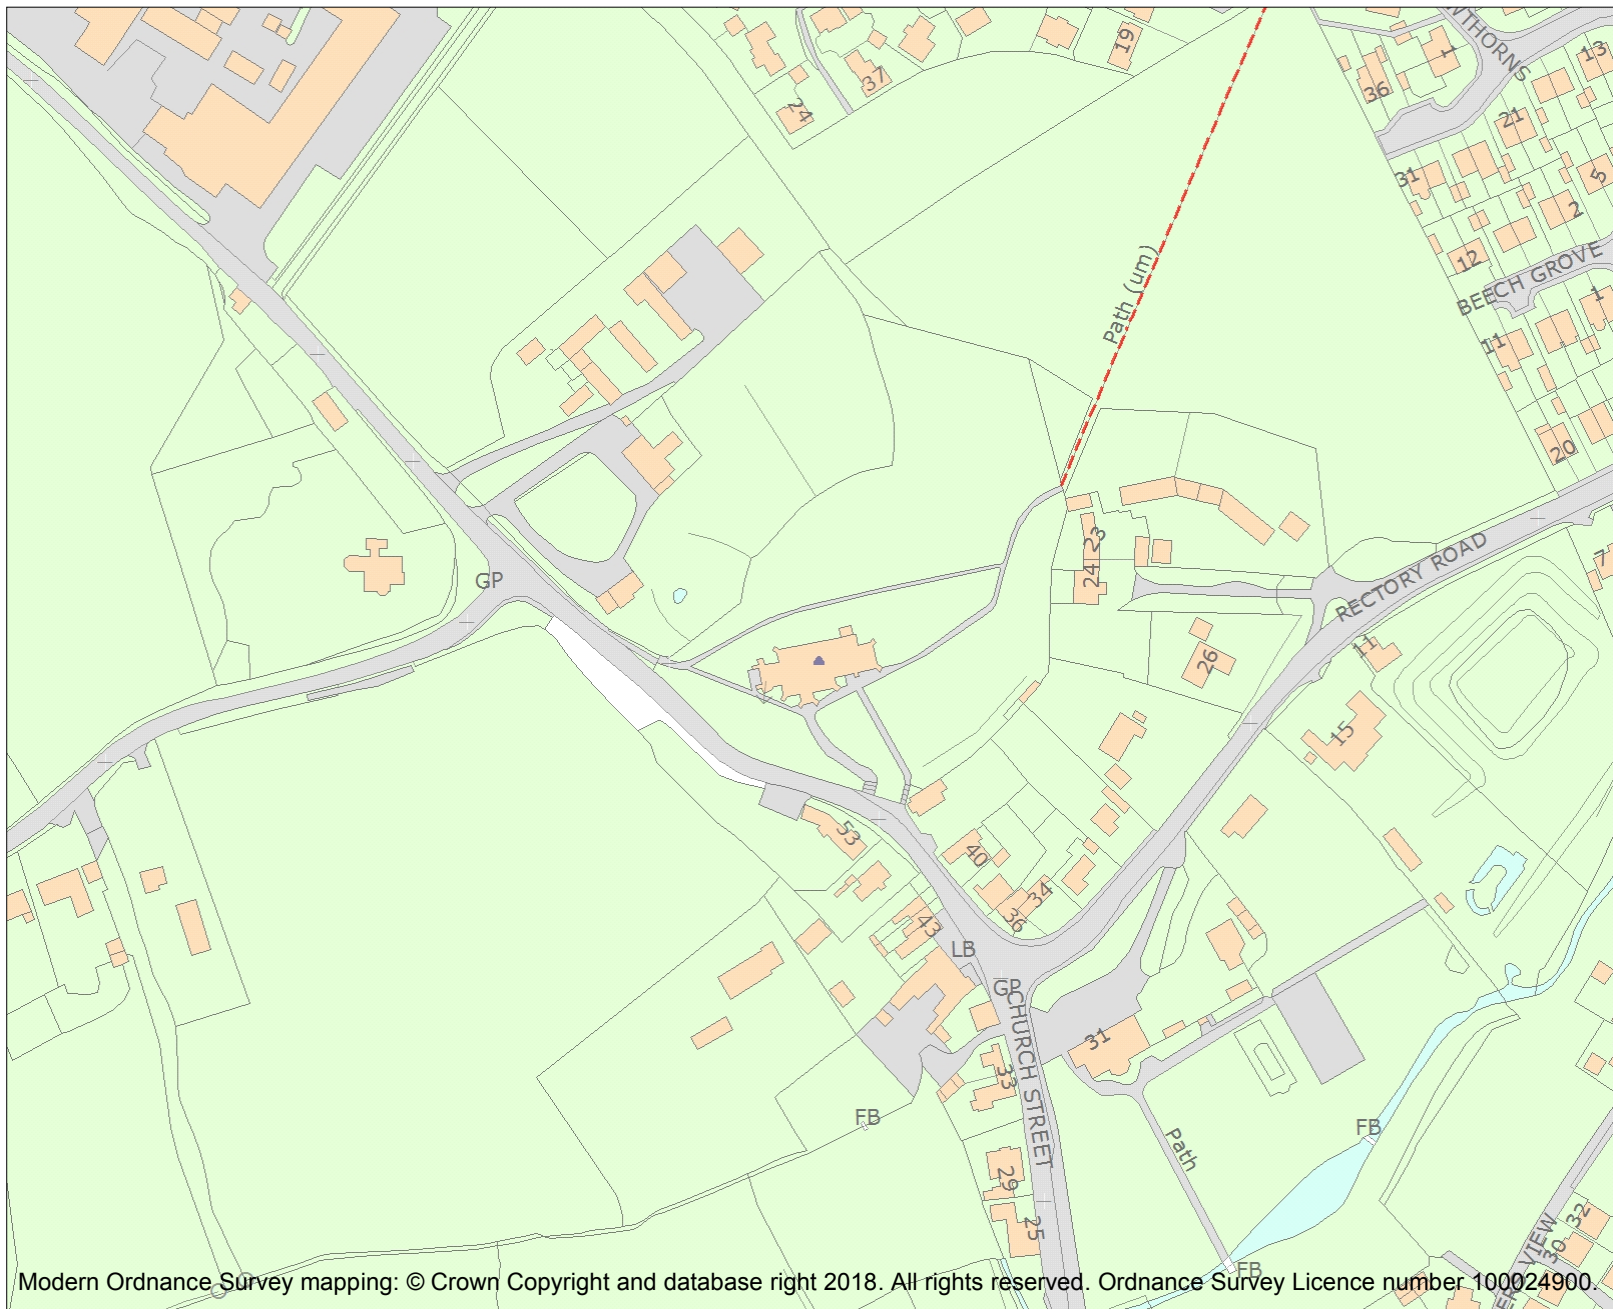 19
37
24
WTHORNS
1
13
36
21
31
5
2
12
BEECH GROVE
1
11
Path (um)
20
23
24
GP
RECTORY ROAD
7
11
26
15
53
40
34
36
43
LB
GP
CHURCH STREET
31
33
FB
FB
Path
29
25
32
30
VIEW
FB
Modern Ordnance Survey mapping: © Crown Copyright and database right 2018. All rights reserved. Ordnance Survey Licence number 100024900.